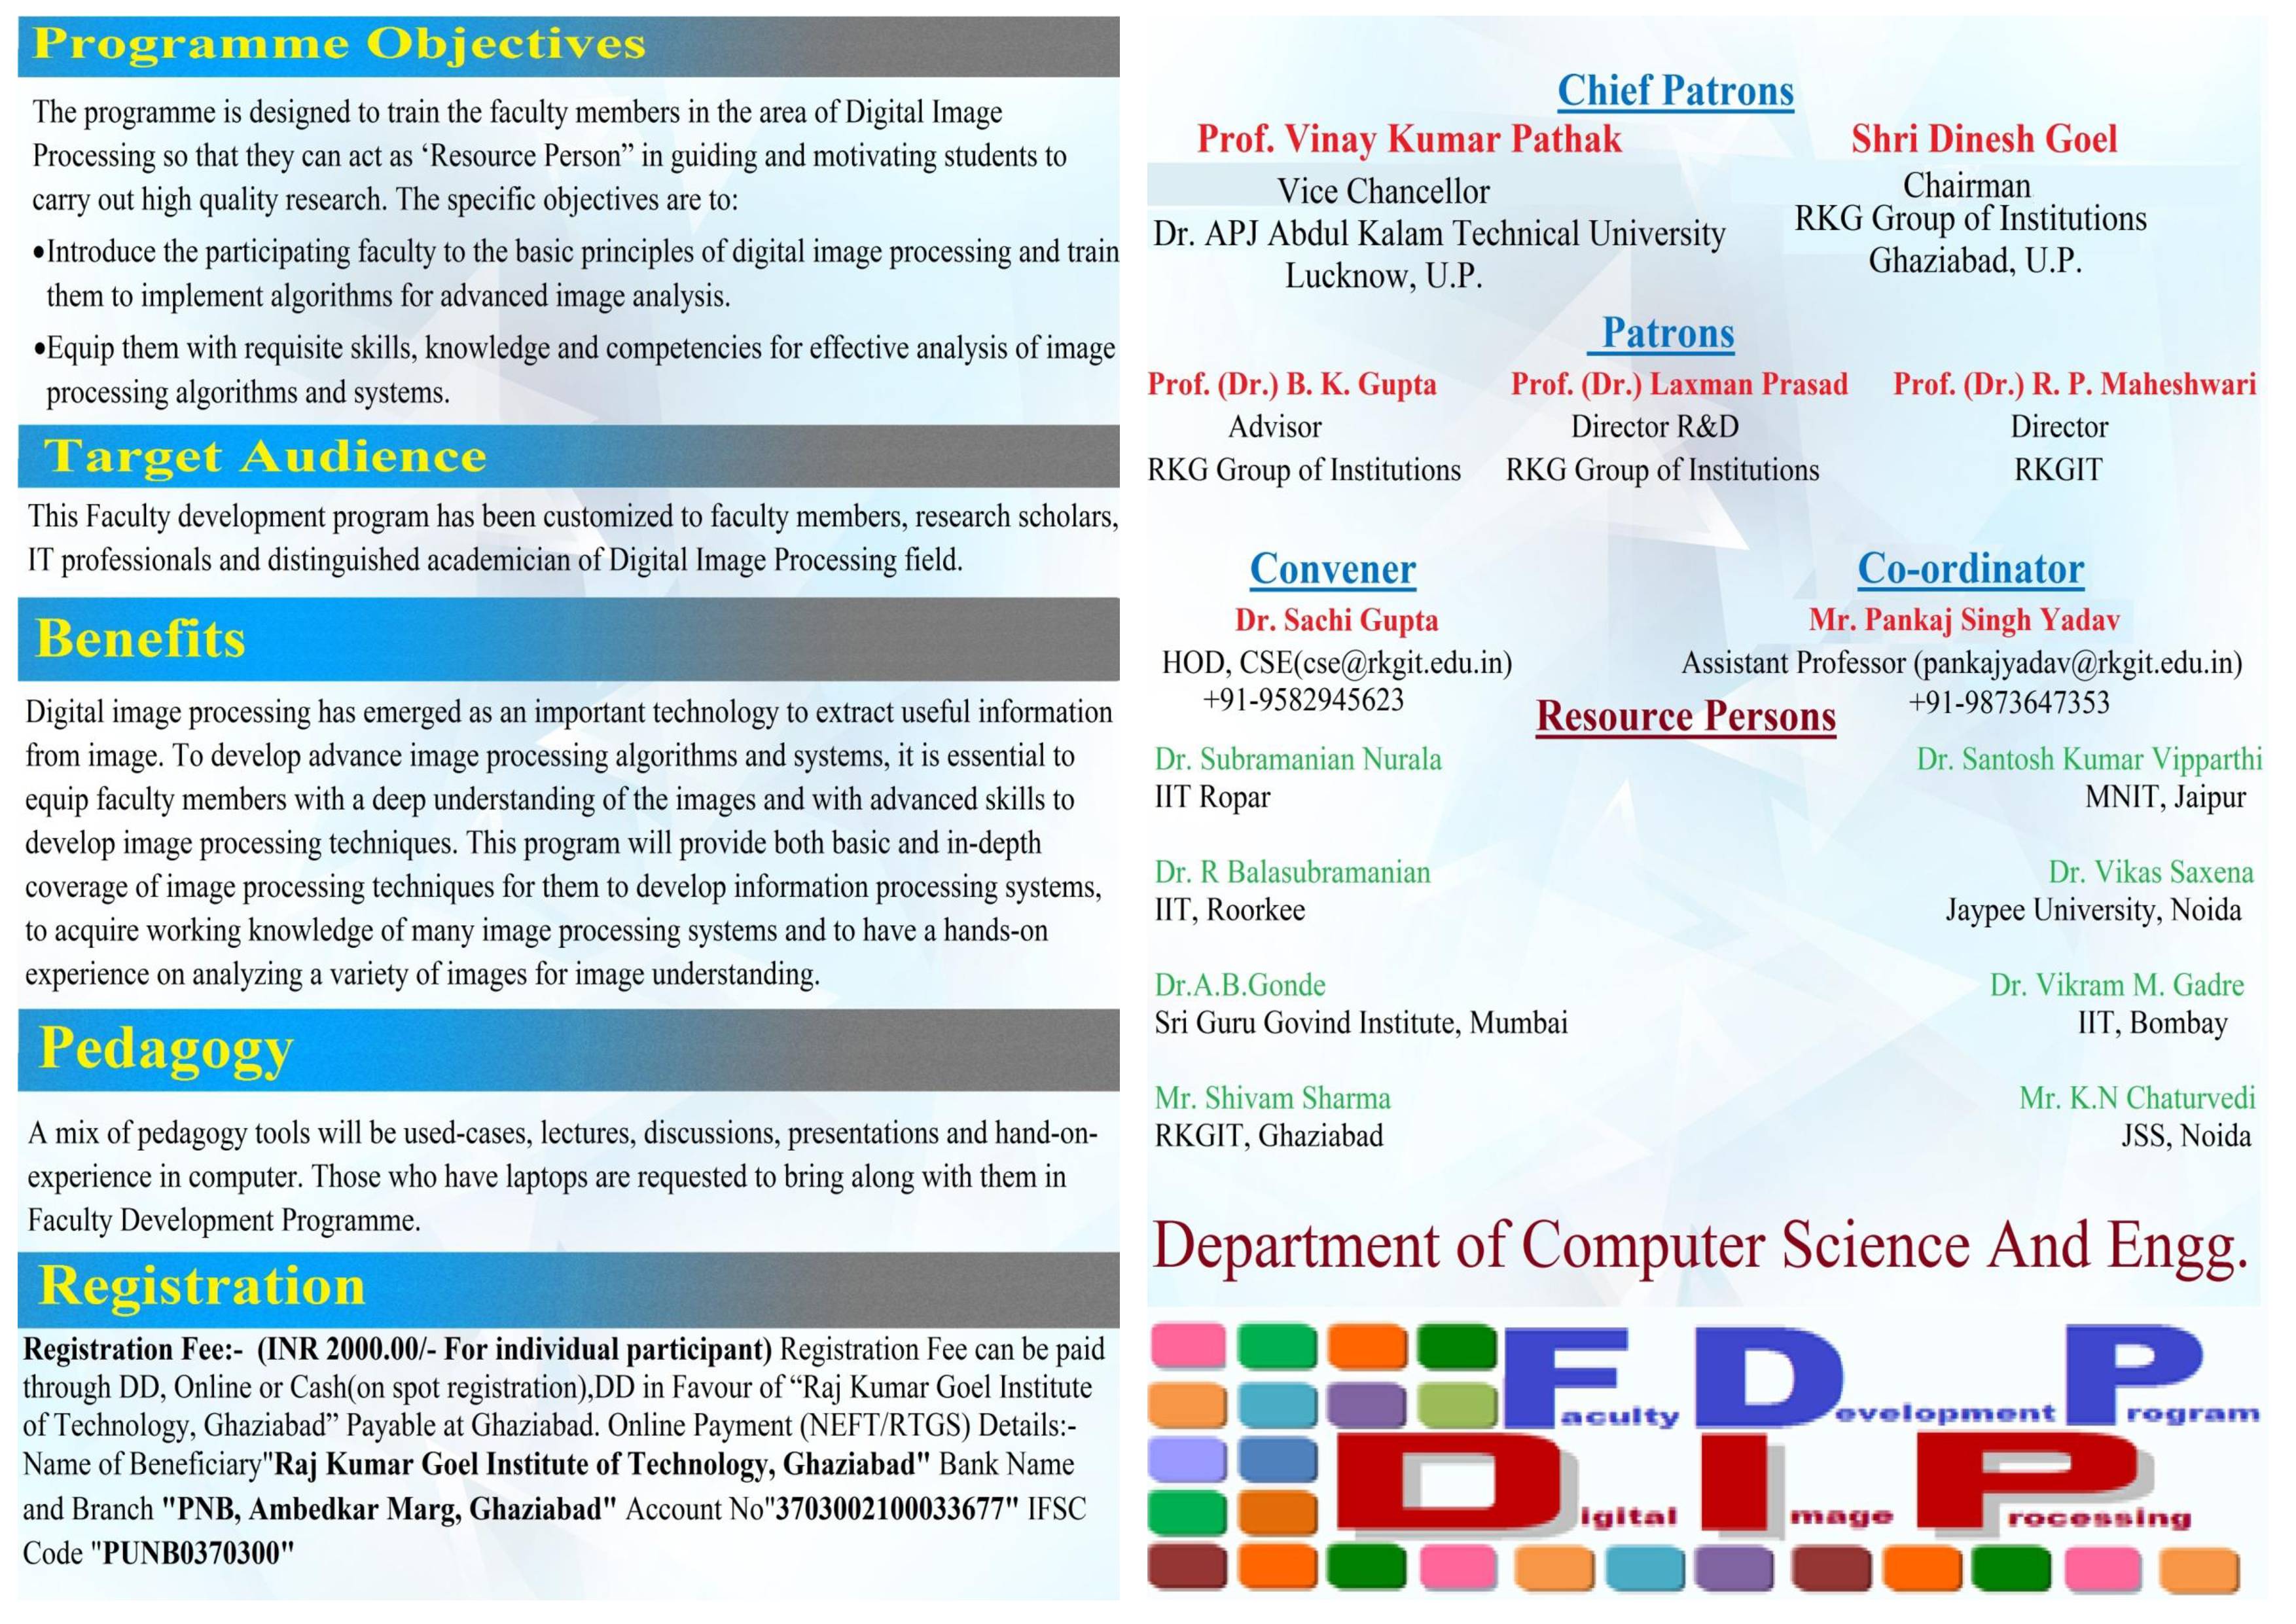 Programme Objectives
The programme is designed to train the faculty members in the area of Digital Image
Processing so that they can act as ‘Resource Person” in guiding and motivating students to
carry out high quality research. The specific objectives are to:
•Introduce the participating faculty to the basic principles of digital image processing and train
them to implement algorithms for advanced image analysis.
•Equip them with requisite skills, knowledge and competencies for effective analysis of image
processing algorithms and systems.
Target Audience
This Faculty development program has been customized to faculty members, research scholars,
IT professionals and distinguished academician of Digital Image Processing field.
Benefits
Digital image processing has emerged as an important technology to extract useful information
from image. To develop advance image processing algorithms and systems, it is essential to
equip faculty members with a deep understanding of the images and with advanced skills to
develop image processing techniques. This program will provide both basic and in-depth
coverage of image processing techniques for them to develop information processing systems,
to acquire working knowledge of many image processing systems and to have a hands-on
experience on analyzing a variety of images for image understanding.
Pedagogy
A mix of pedagogy tools will be used-cases, lectures, discussions, presentations and hand-on-
experience in computer. Those who have laptops are requested to bring along with them in
Faculty Development Programme.
Registration
Registration Fee:- (INR 2000.00/- For individual participant) Registration Fee can be paid
through DD, Online or Cash(on spot registration),DD in Favour of “Raj Kumar Goel Institute
of Technology, Ghaziabad” Payable at Ghaziabad. Online Payment (NEFT/RTGS) Details:-
Name of Beneficiary"Raj Kumar Goel Institute of Technology, Ghaziabad" Bank Name
and Branch "PNB, Ambedkar Marg, Ghaziabad" Account No"3703002100033677" IFSC
Code "PUNB0370300"
Chief Patrons
Prof. Vinay Kumar Pathak
Vice Chancellor
Dr. APJ Abdul Kalam Technical University
Lucknow, U.P.
Shri Dinesh Goel
Chairman
RKG Group of Institutions
Ghaziabad, U.P.
Patrons
Prof. (Dr.) B. K. Gupta
Advisor
RKG Group of Institutions
Prof. (Dr.) Laxman Prasad
Director R&D
RKG Group of Institutions
Prof. (Dr.) R. P. Maheshwari
Director
RKGIT
Convener
Dr. Sachi Gupta
HOD, CSE(cse@rkgit.edu.in)
+91-9582945623
Co-ordinator
Mr. Pankaj Singh Yadav
Assistant Professor (pankajyadav@rkgit.edu.in)
+91-9873647353
Resource Persons
Dr. Subramanian Nurala
IIT Ropar
Dr. Santosh Kumar Vipparthi
MNIT, Jaipur
Dr. R Balasubramanian
IIT, Roorkee
Dr. Vikas Saxena
Jaypee University, Noida
Dr.A.B.Gonde
Sri Guru Govind Institute, Mumbai
Dr. Vikram M. Gadre
IIT, Bombay
Mr. Shivam Sharma
RKGIT, Ghaziabad
Mr. K.N Chaturvedi
JSS, Noida
Department of Computer Science And Engg.
Faculty Development Program
Digital Image Processing